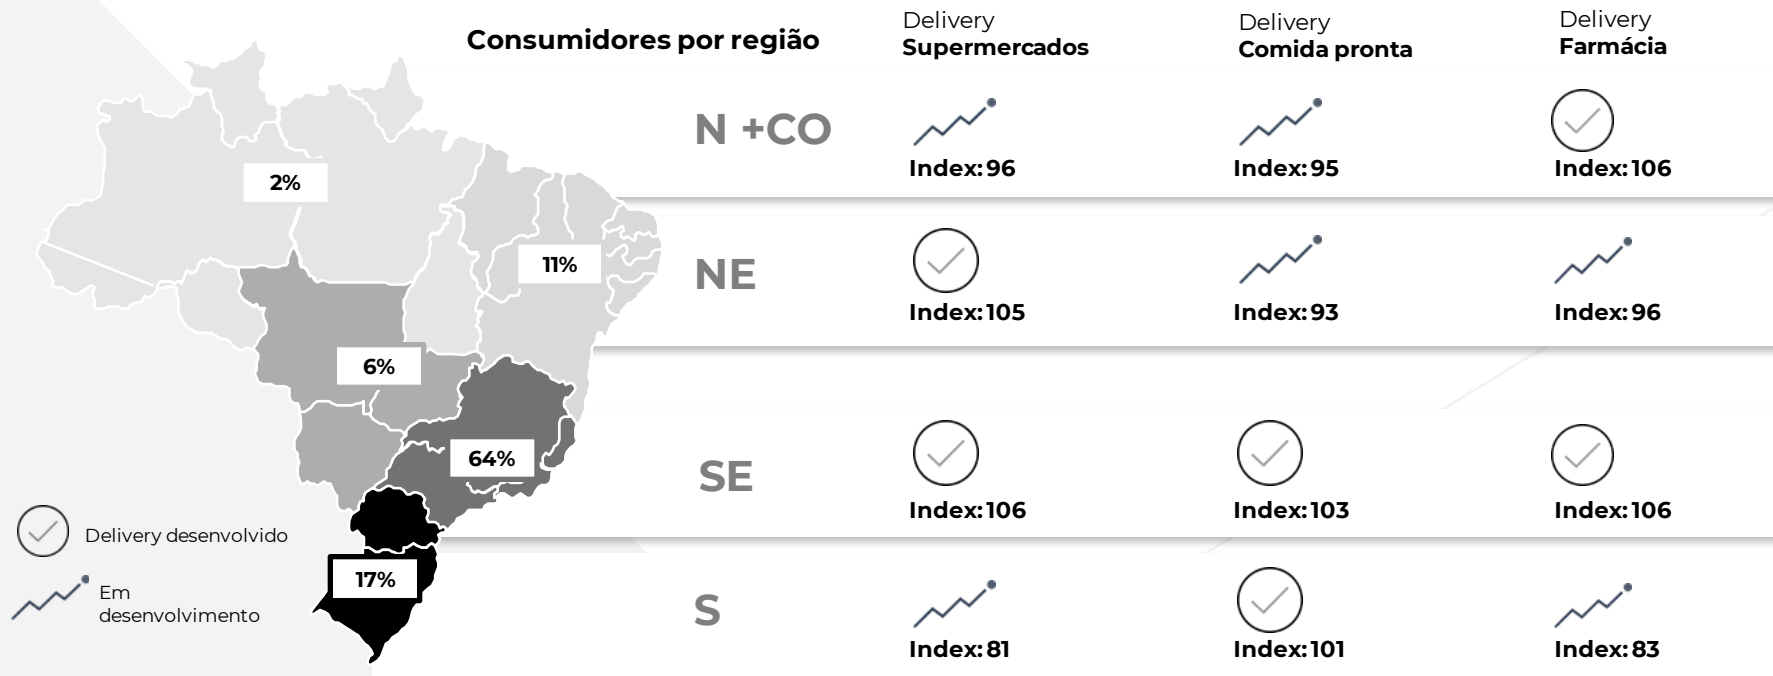 Consumidores por região
Delivery
Supermercados
Delivery
Comida pronta
Delivery
Farmácia
2%
11%
6%
64%
17%
N +CO
Index: 96
Index: 95
Index: 106
NE
Index: 105
Index: 93
Index: 96
SE
Index: 106
Index: 103
Index: 106
S
Index: 81
Index: 101
Index: 83
Delivery desenvolvido
Em
desenvolvimento